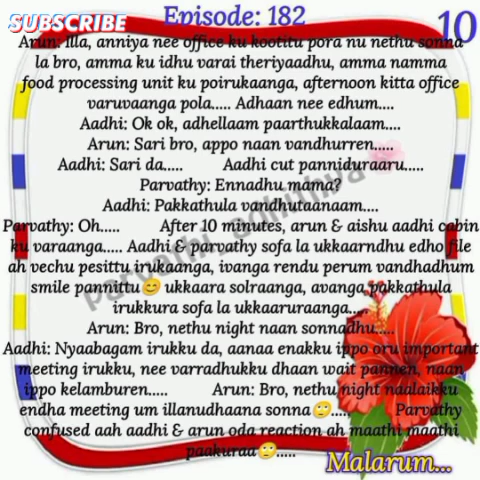 SUBSCRIBE
Episode: 182
10
Arun: Illa, anniya nee office ku kootitu pora nu nethu sonna
la bro, amma ku idhu varai theriyaadhu, amma namma
food processing unit ku poirukaanga, afternoon kitta office
varuvaanga pola..... Adhaan nee edhum....
Aadhi: Ok ok, adhellaam paarthukkalaam....
Arun: Sari bro, appo naan vandhurren.....
Aadhi: Sari da..... Aadhi cut panniduraaru.....
Parvathy: Ennadhu mama?
Aadhi: Pakkathula vandhutaanaam....
Parvathy: Oh..... After 10 minutes, arun & aishu aadhi cabin
ku varaanga..... Aadhi & parvathy sofa la ukkaarndhu edho file
ah vechu pesittu irukaanga, ivanga rendu perum vandhadhum
smile pannittu😊 ukkaara solraanga, avanga pakkathula
irukkura sofa la ukkaaruraanga.....
Arun: Bro, nethu night naan sonnadhu.....
Aadhi: Nyaabagam irukku da, aanaa enakku ippo oru important
meeting irukku, nee varradhukku dhaan wait pannen, naan
ippo kelamburen..... Arun: Bro, nethu night naalaikku
endha meeting um illanudhaana sonna🙄..... Parvathy
confused aah aadhi & arun oda reaction ah maathi maathi
paakuraa🙄.....
Malarum...